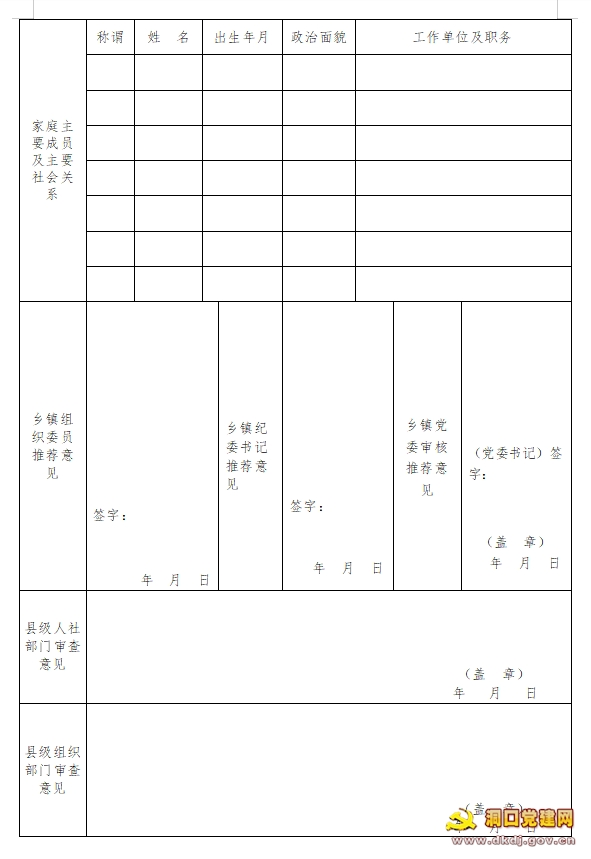 称谓 姓 名 出生年月 政治面貌 工作单位及职务
家庭主
要成员
及主要
社会关
系
乡镇组
织委员
推荐意
见
签字：
年 月 日
乡镇纪
委书记
推荐意
见
签字：
年 月 日
乡镇党
委审核
推荐意
见
（党委书记）签
字：
（盖 章）
年 月 日
县级人社
部门审查
意见
（盖 章）
年 月 日
县级组织
部门审查
意见
（盖 章）
年 月 日
洞口党建网
www.dkdj.gov.cn